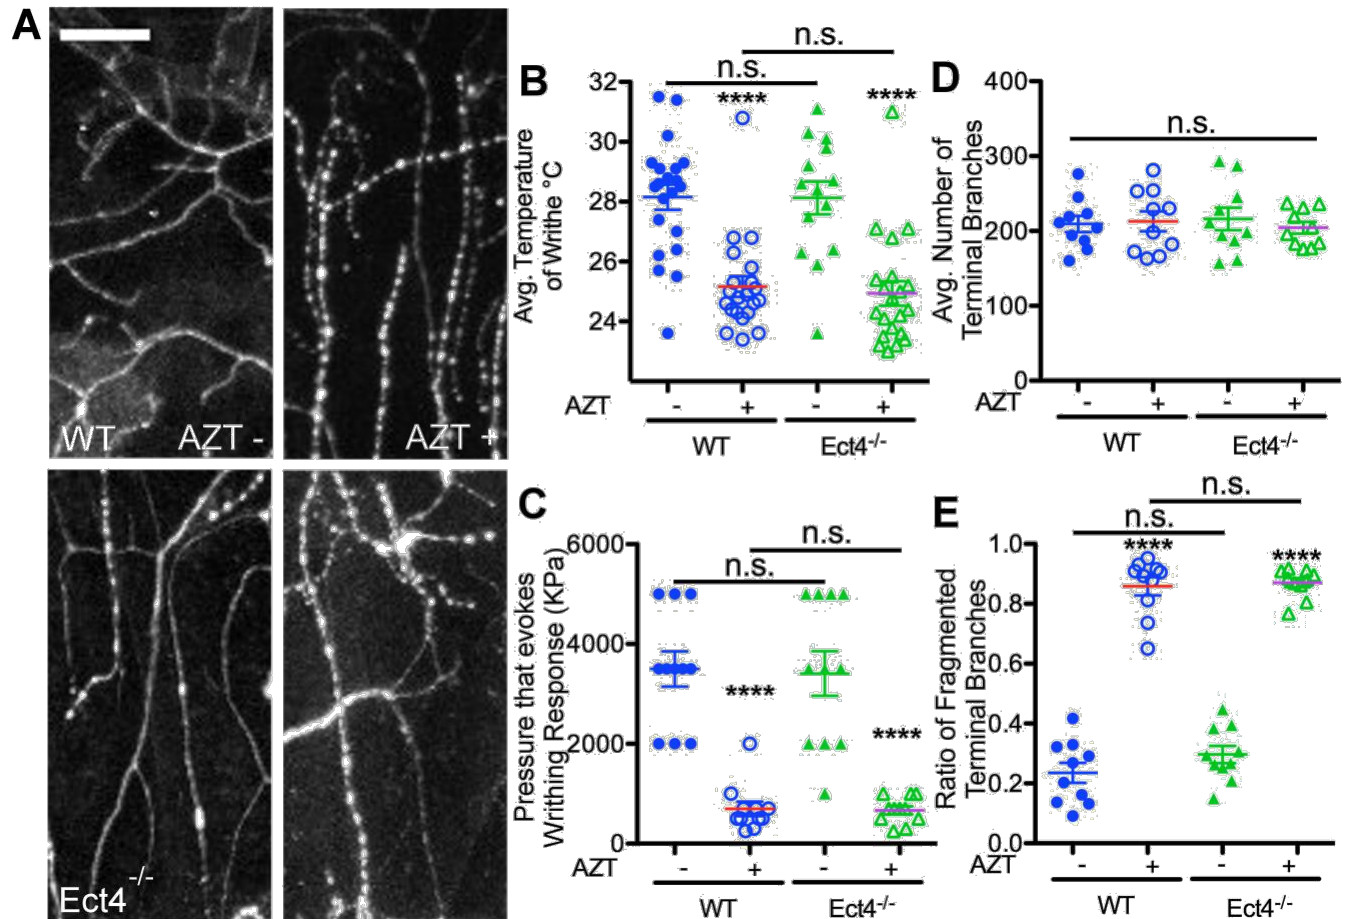 A
WT AZT -
AZT +
Ect4-/-
B
n.s.
n.s.
****
****
Avg. Temperature
of Writhe °C
32
30
28
26
24
AZT - + - +
WT Ect4-/-
C
n.s.
n.s.
****
****
Pressure that evokes
Writhing Response (KPa)
6000
4000
2000
0
AZT - + - +
WT Ect4-/-
D
n.s.
Avg. Number of
Terminal Branches
400
300
200
100
0
AZT - + - +
WT Ect4-/-
E
n.s.
n.s.
****
****
Ratio of Fragmented
Terminal Branches
1.0
0.8
0.6
0.4
0.2
0.0
AZT - + - +
WT Ect4-/-